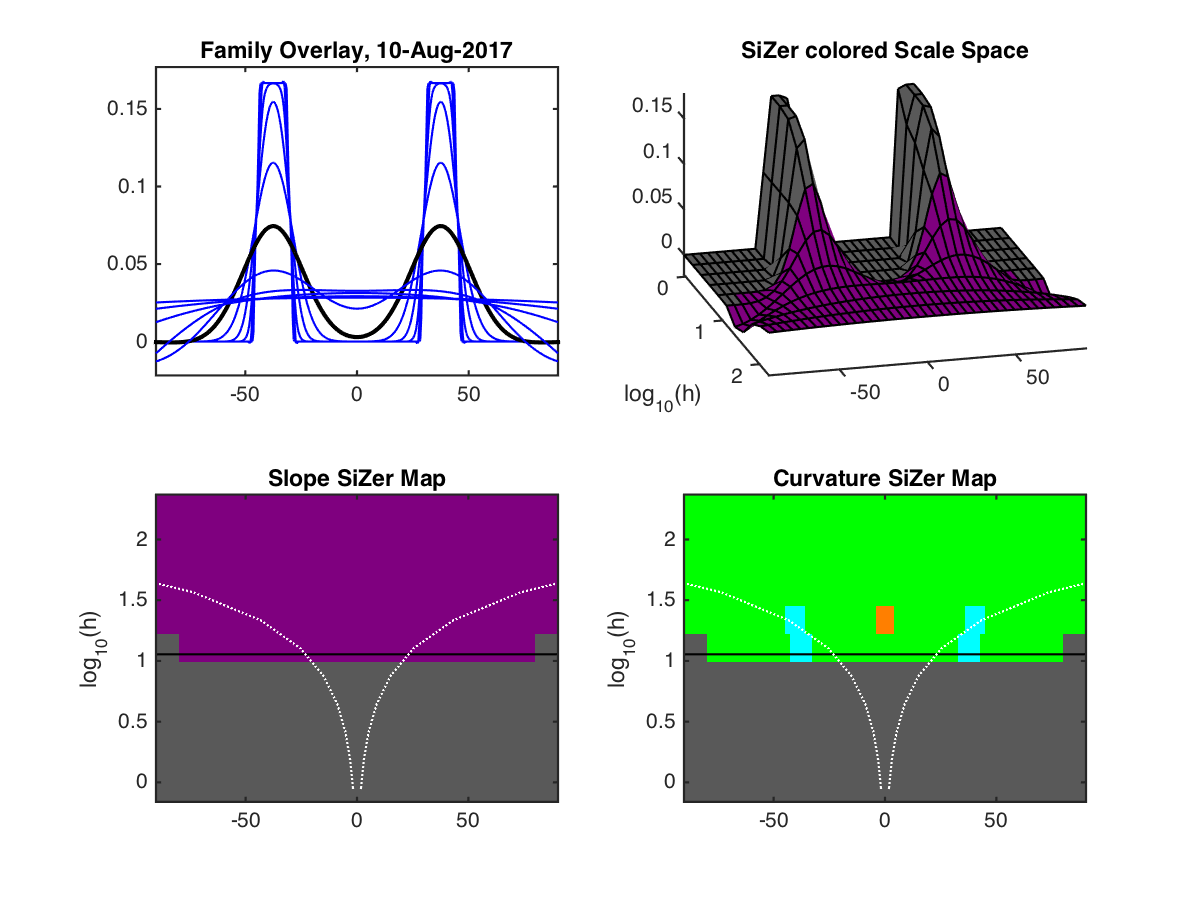 Family Overlay, 10-Aug-2017
0.15
0.1
0.05
0
-50 0 50
SiZer colored Scale Space
0.15
0.1
0.05
0
0
1
2
log10(h)
-50
0
50
Slope SiZer Map
2
1.5
1
0.5
0
log10(h)
-50 0 50
Curvature SiZer Map
2
1.5
1
0.5
0
log10(h)
-50 0 50